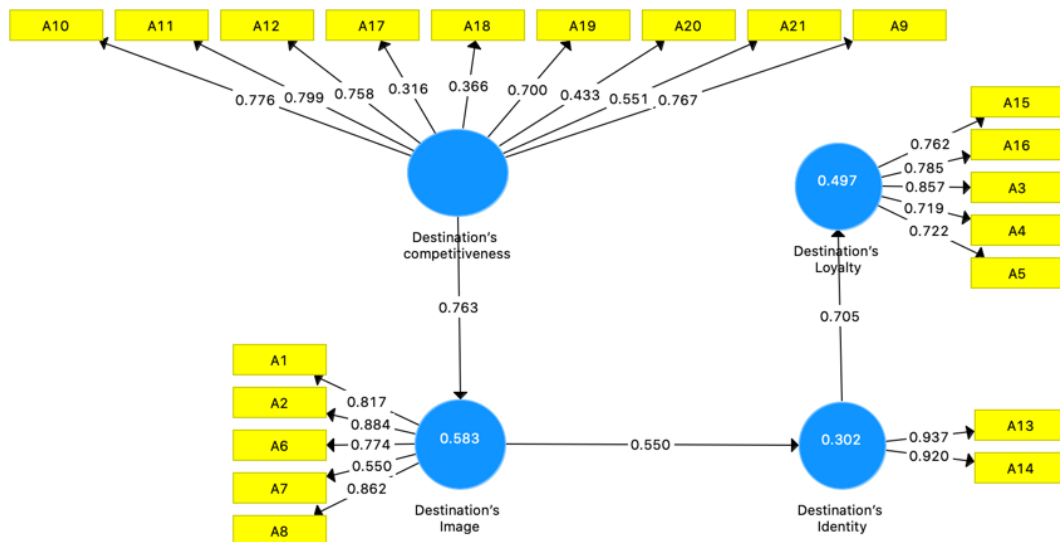 A10 A11 A12 A17 A18 A19 A20 A21 A9
0.776 0.799 0.758 0.316 0.366 0.700 0.433 0.551 0.767
Destination's
competitiveness
0.763
A15
A16
A3
A4
A5
0.762
0.785
0.857
0.719
0.722
0.497
Destination's
Loyalty
0.705
A1
A2
A6
A7
A8
0.817
0.884
0.774
0.550
0.862
0.583
Destination's
Image
0.550
0.302
Destination's
Identity
0.937
0.920
A13
A14